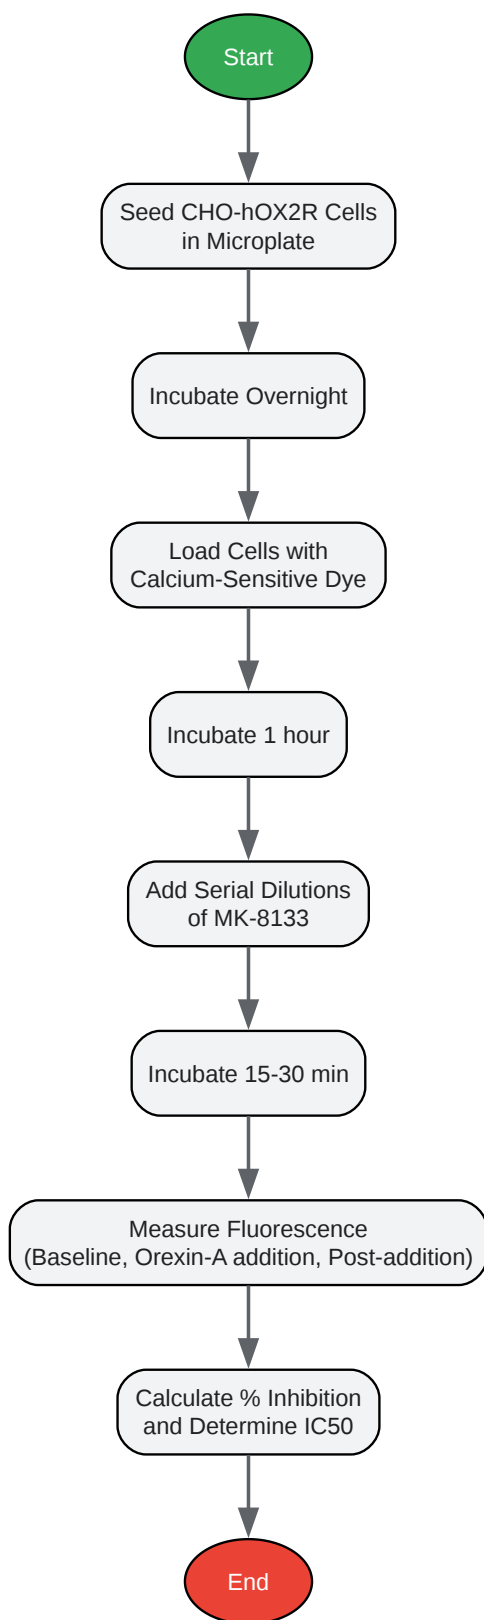 Start
Seed CHO-hOX2R Cells
in Microplate
Incubate Overnight
Load Cells with
Calcium-Sensitive Dye
Incubate 1 hour
Add Serial Dilutions
of MK-8133
Incubate 15-30 min
Measure Fluorescence
(Baseline, Orexin-A addition, Post-addition)
Calculate % Inhibition
and Determine IC50
End